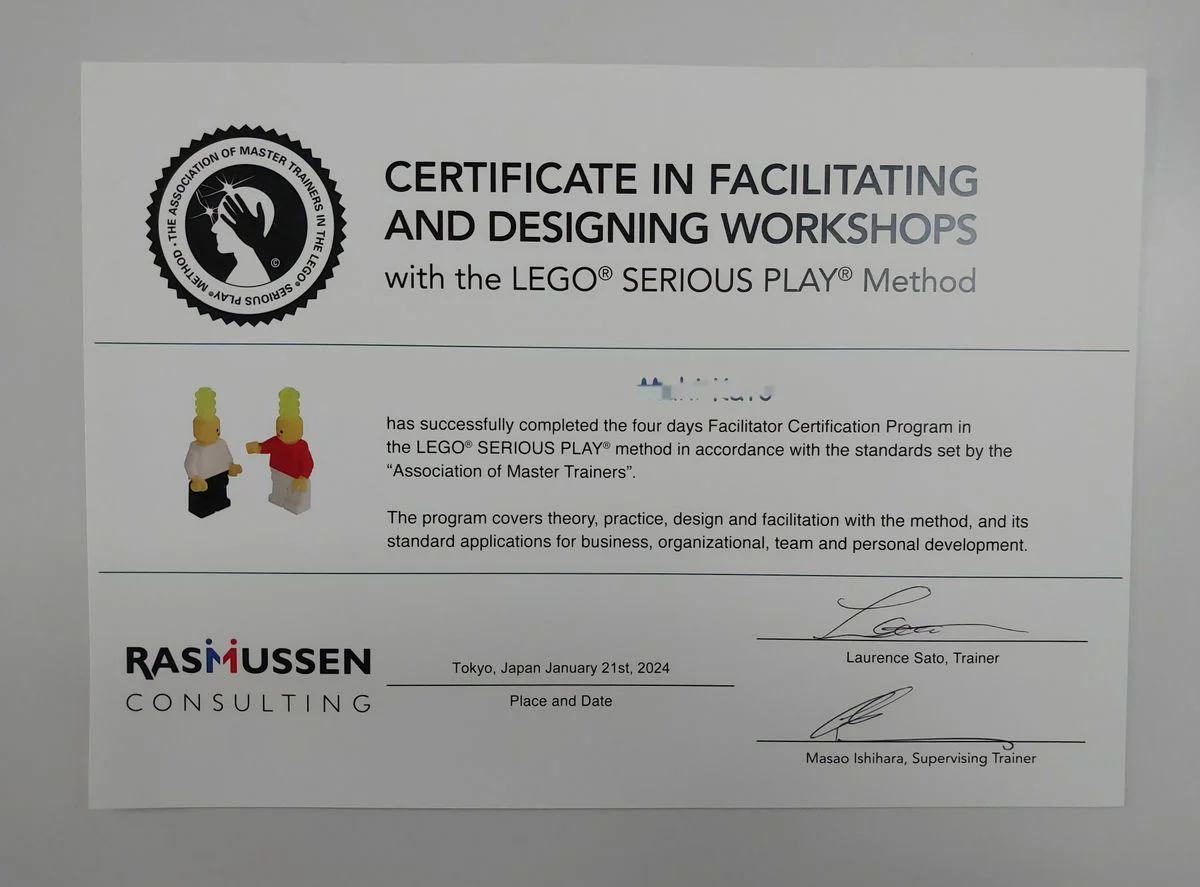 THE ASSOCIATION OF MASTER TRAINERS IN THE LEGO® SERIOUS PLAY® METHOD •
©
CERTIFICATE IN FACILITATING
AND DESIGNING WORKSHOPS
with the LEGO® SERIOUS PLAY® Method
has successfully completed the four days Facilitator Certification Program in
the LEGO® SERIOUS PLAY® method in accordance with the standards set by the
“Association of Master Trainers”.
The program covers theory, practice, design and facilitation with the method, and its
standard applications for business, organizational, team and personal development.
RASMUSSEN
CONSULTING
Tokyo, Japan January 21st, 2024
Place and Date
Laurence Sato, Trainer
Masao Ishihara, Supervising Trainer